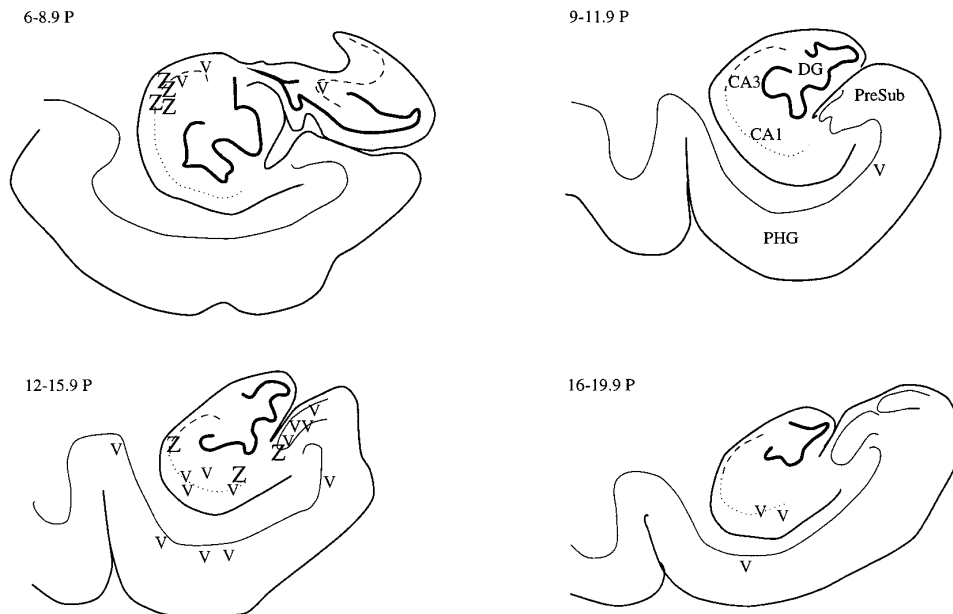 6-8.9 P
V
Z V
V
Z
Z Z
9-11.9 P
DG
CA3
PreSub
CA1
V
PHG
12-15.9 P
V
V V
V
V Z Z
V V Z
V V V
V
V V
16-19.9 P
V V
V